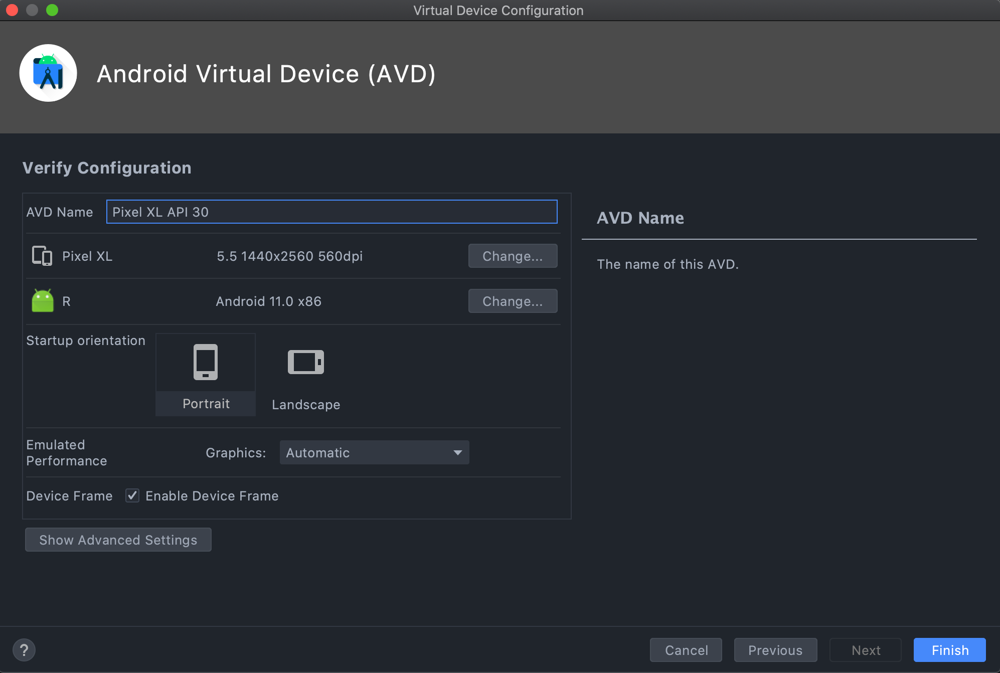 Virtual Device Configuration
Android Virtual Device (AVD)
Verify Configuration
AVD Name Pixel XL API 30
Pixel XL 5.5 1440x2560 560dpi Change...
R Android 11.0 x86 Change...
Startup orientation
Portrait Landscape
Emulated
Performance Graphics: Automatic
Device Frame Enable Device Frame
Show Advanced Settings
AVD Name
The name of this AVD.
? Cancel Previous Next Finish